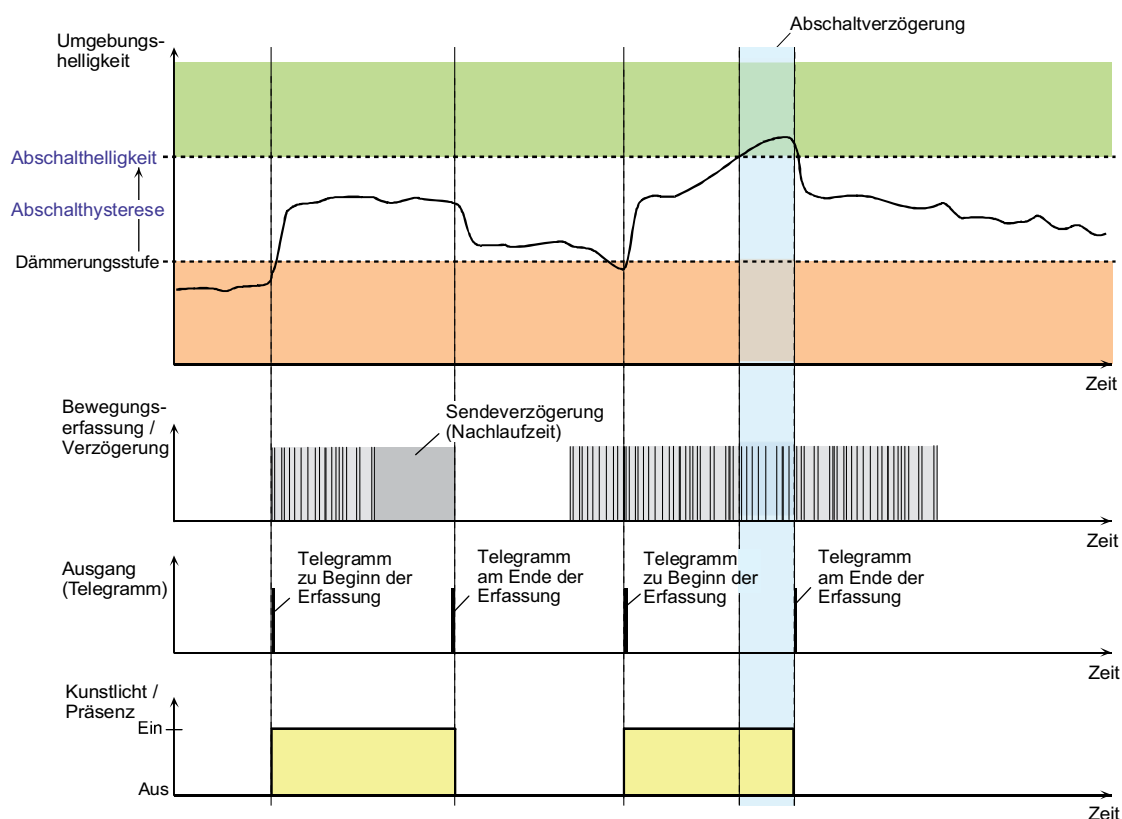 Abschaltverzögerung
Umgebungs-
helligkeit
Abschalthelligkeit
Abschalthysterese
Dämmerungsstufe
Zeit
Bewegungs-
erfassung /
Verzögerung
Sendeverzögerung
(Nachlaufzeit)
Zeit
Ausgang
(Telegramm)
Telegramm
zu Beginn der
Erfassung
Telegramm
am Ende der
Erfassung
Telegramm
zu Beginn der
Erfassung
Telegramm
am Ende der
Erfassung
Zeit
Kunstlicht /
Präsenz
Ein
Aus
Zeit